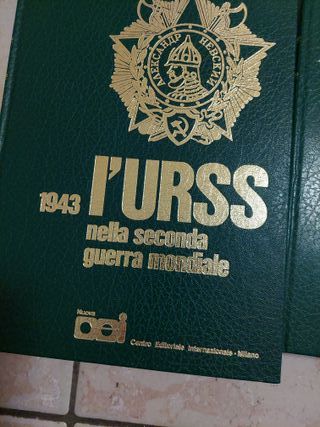 АЛЕКСАНДР НЕВСКИЙ
1943 l'URSS
nella seconda
guerra mondiale
Nuova
cei
Centro Editoriale Internazionale - Milano